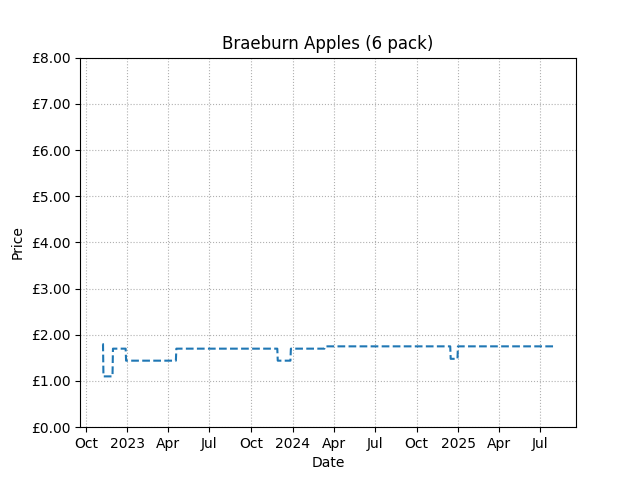 Braeburn Apples (6 pack)
£8.00
£7.00
£6.00
£5.00
£4.00
£3.00
£2.00
£1.00
£0.00
Price
Oct 2023 Apr Jul Oct 2024 Apr Jul Oct 2025 Apr Jul
Date